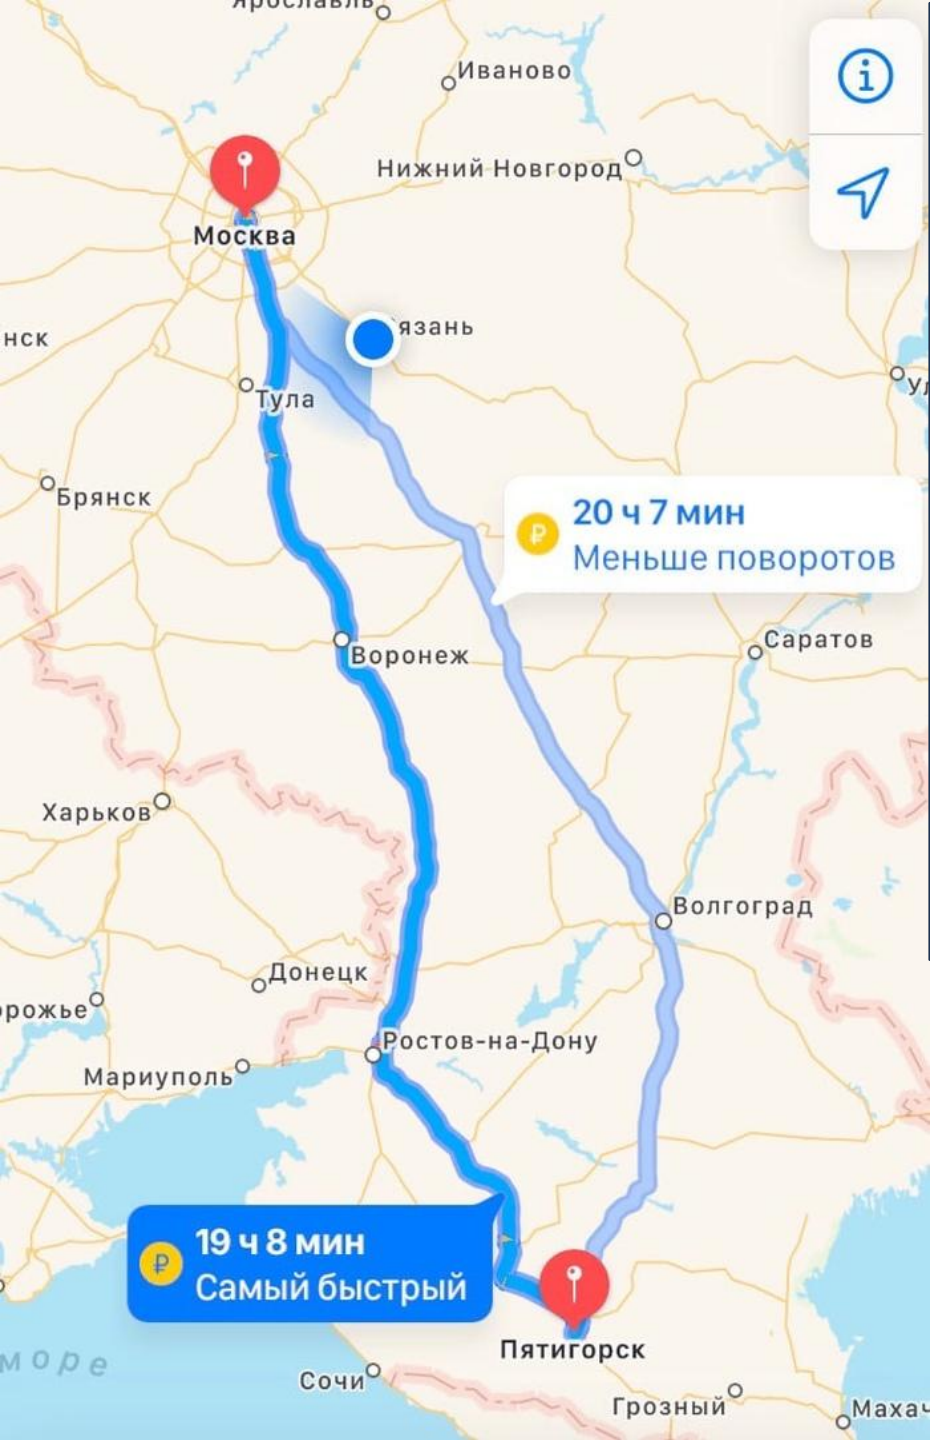 Ярославль
Иваново
Нижний Новгород
Москва
нск
язань
Тула
Брянск
₽
20 ч 7 мин
Меньше поворотов
Саратов
Воронеж
Харьков
Волгоград
Донецк
орожье
Ростов-на-Дону
Мариуполь
₽
19 ч 8 мин
Самый быстрый
Пятигорск
море
Сочи
Грозный
Махач